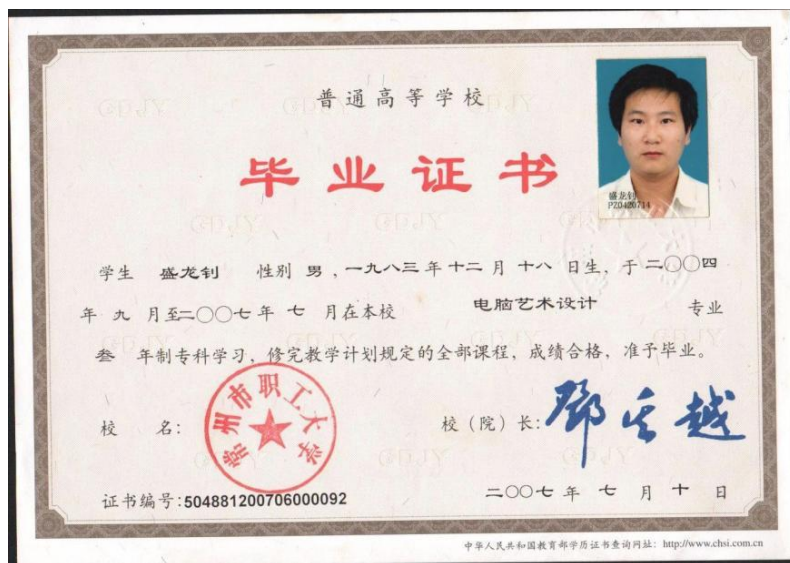 普通高等学校
毕业证书
盛龙钊
PZ0420714
学生 盛龙钊 性别 男，一九八三年十二月十八日生，于二〇〇四
年九月至二〇〇七年七月在本校 电脑艺术设计 专业
叁年制专科学习，修完教学计划规定的全部课程，成绩合格，准予毕业。
常州市职工大学
校 名： 校（院）长：
证书编号：504881200706000092 二〇〇七年七月十日
中华人民共和国教育部学历证书查询网址：http://www.chsi.com.cn